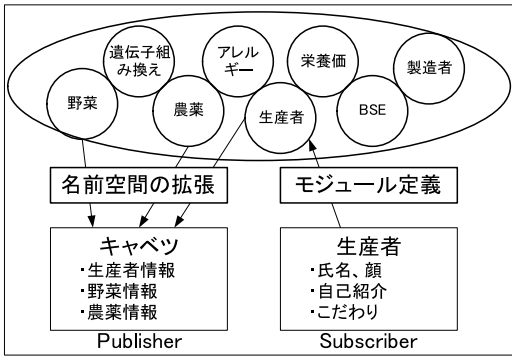 遺伝子組
み換え
アレル
ギー
栄養価
製造者
野菜
農薬
生産者
BSE
名前空間の拡張
モジュール定義
キャベツ
・生産者情報
・野菜情報
・農薬情報
Publisher
生産者
・氏名、顔
・自己紹介
・こだわり
Subscriber